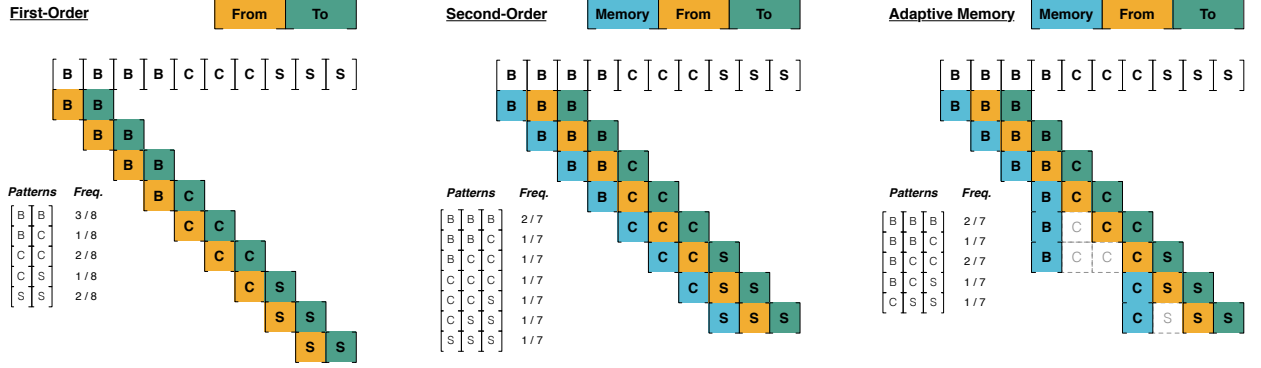 First-Order
From To
B B B B C C C S S S
B B
B B
B B
B C
C C
C C
C S
S S
S S
Patterns Freq.
B B 3 / 8
B C 1 / 8
C C 2 / 8
C S 1 / 8
S S 2 / 8
Second-Order
Memory From To
B B B B C C C S S S
B B B
B B B
B B C
B C C
C C C
C C S
C S S
S S S
Patterns Freq.
B B B 2 / 7
B B C 1 / 7
B C C 1 / 7
C C C 1 / 7
C C S 1 / 7
C S S 1 / 7
S S S 1 / 7
Adaptive Memory
Memory From To
B B B B C C C S S S
B B B
B B B
B B C
B C C
B C C C
B C C C S
C S S
C S S S
Patterns Freq.
B B B 2 / 7
B B C 1 / 7
B C C 2 / 7
B C S 1 / 7
C S S 1 / 7